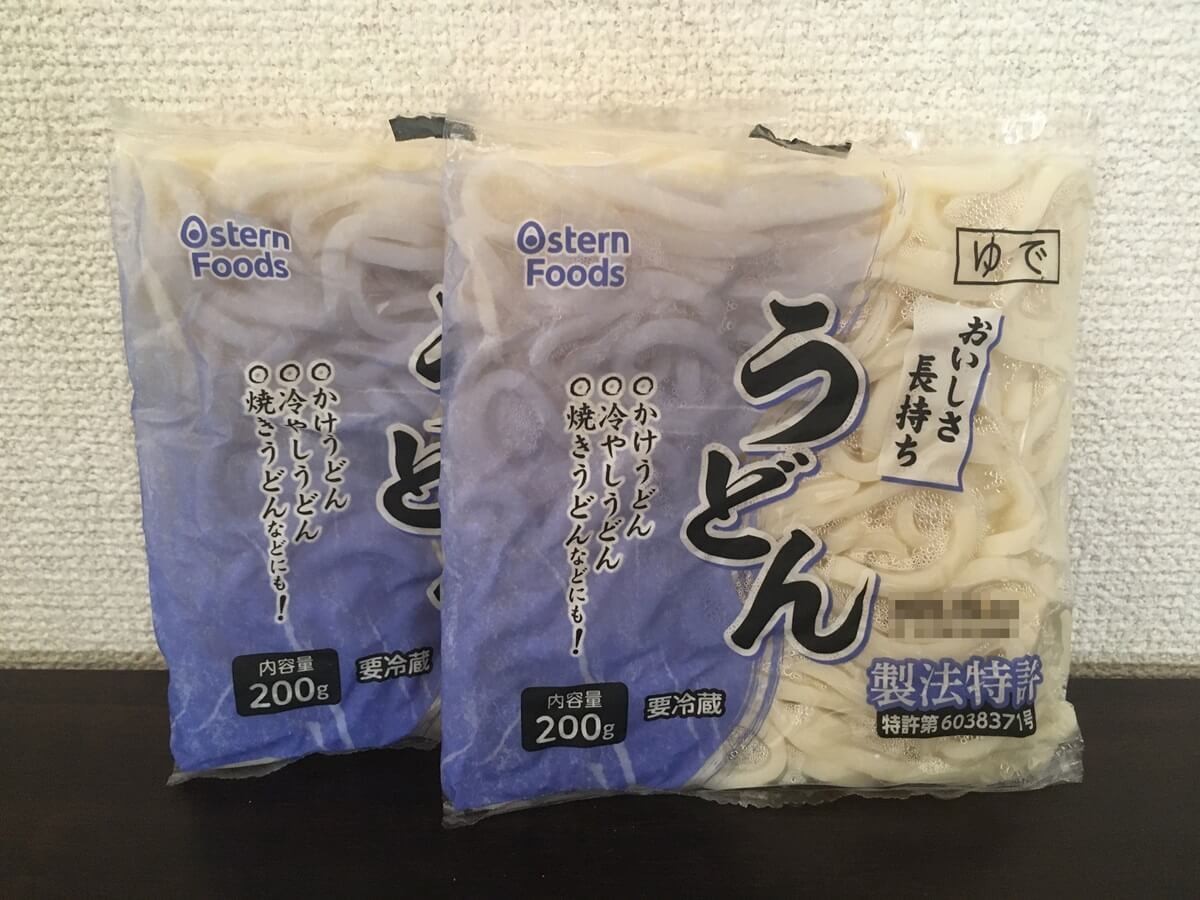 Ostern
Foods
かけうどん
冷やしうどん
焼きうどんなどにも!
内容量
200g
要冷蔵
う
ど
Ostern
Foods
ゆで
おいしさ
長持ち
うどん
かけうどん
冷やしうどん
焼きうどんなどにも!
内容量
200g
要冷蔵
製法特許
特許第6038371号